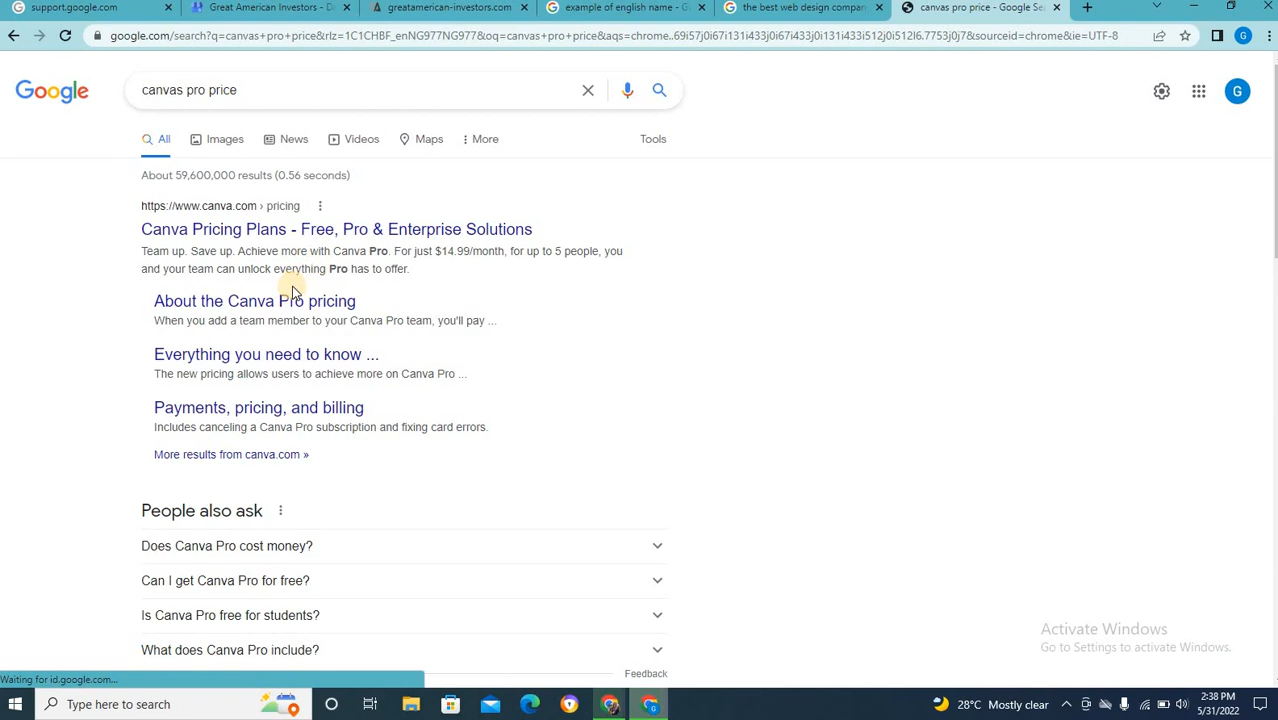 support.google.com
Great American Investors - Da
greatamerican-investors.com
example of english name - G
the best web design compan
canvas pro price - Google Sea
google.com/search?q=canvas+pro+price&rlz=1C1CHBF_enNG977NG977&oq=canvas+pro+price&aqs=chrome..69i57j0i67i131i433j0i67i433j0i131i433i512j0i512l6.7753j0j7&sourceid=chrome&ie=UTF-8
G
Google
canvas pro price
G
All
Images
News
Videos
Maps
More
Tools
About 59,600,000 results (0.56 seconds)
https://www.canva.com › pricing
Canva Pricing Plans - Free, Pro & Enterprise Solutions
Team up. Save up. Achieve more with Canva Pro. For just $14.99/month, for up to 5 people, you
and your team can unlock everything Pro has to offer.
About the Canva Pro pricing
When you add a team member to your Canva Pro team, you'll pay ...
Everything you need to know ...
The new pricing allows users to achieve more on Canva Pro ...
Payments, pricing, and billing
Includes canceling a Canva Pro subscription and fixing card errors.
More results from canva.com »
People also ask
Does Canva Pro cost money?
Can I get Canva Pro for free?
Is Canva Pro free for students?
What does Canva Pro include?
Feedback
Activate Windows
Go to Settings to activate Windows.
Waiting for id.google.com...
Type here to search
28°C Mostly clear
2:38 PM
5/31/2022